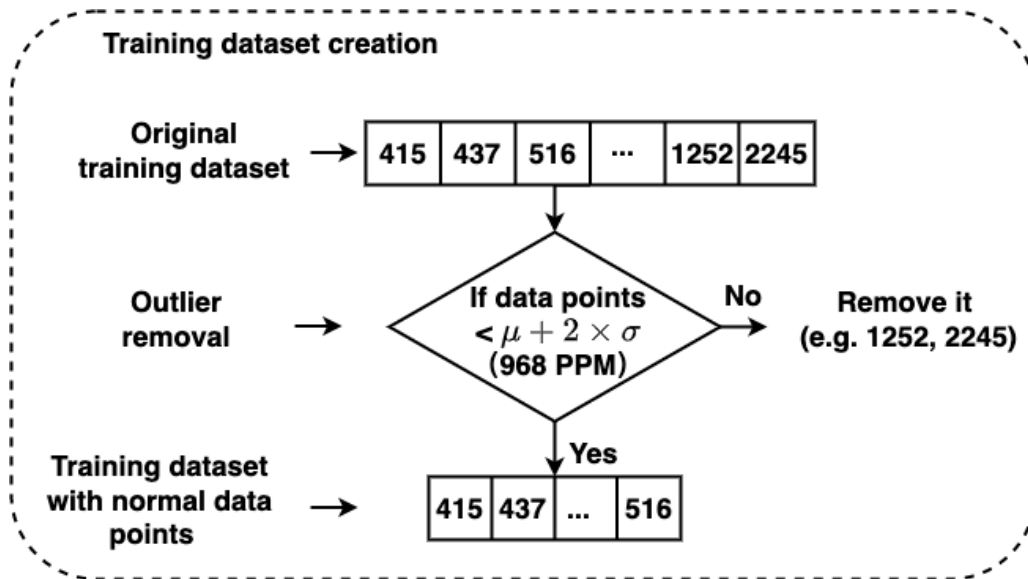 Training dataset creation
Original
training dataset
415 437 516 ... 1252 2245
If data points
< μ + 2 × σ
(968 PPM)
No
Outlier
removal
Remove it
(e.g. 1252, 2245)
Yes
Training dataset
with normal data
points
415 437 ... 516